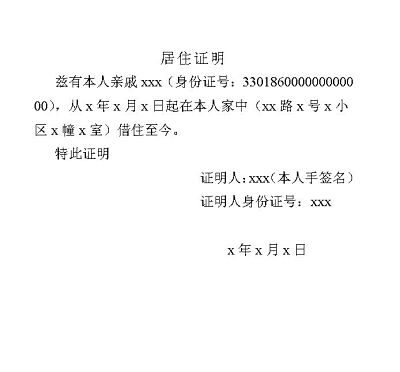 居住证明
兹有本人亲戚 xxx（身份证号：3301860000000000
00），从 x 年 x 月 x 日起在本人家中（xx 路 x 号 x 小
区 x 幢 x 室）借住至今。
特此证明
证明人：xxx（本人手签名）
证明人身份证号：xxx
x 年 x 月 x 日